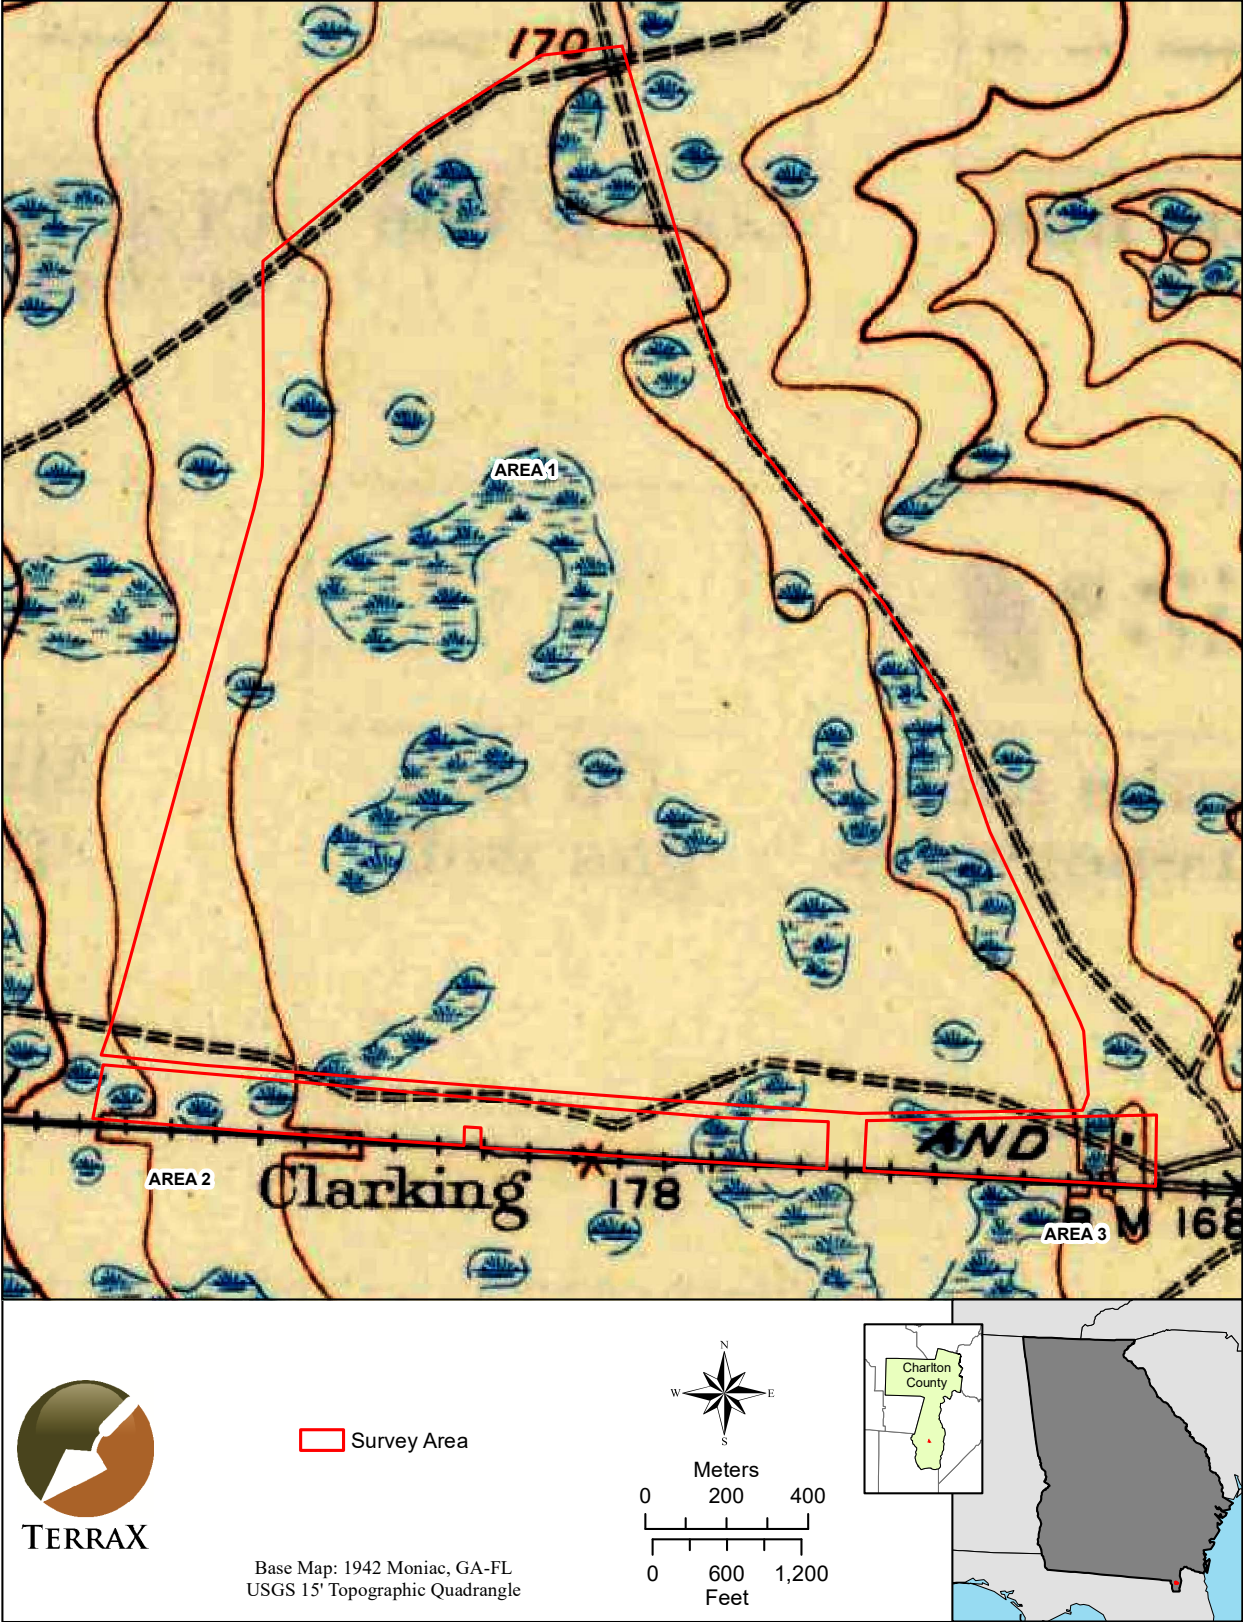 170
AREA 1
AND
AREA 2
Clarking
178
B M 168
AREA 3
TERRAX
Survey Area
Base Map: 1942 Moniac, GA-FL
USGS 15' Topographic Quadrangle
N
W E
S
Meters
0 200 400
0 600 1,200
Feet
Charlton
County